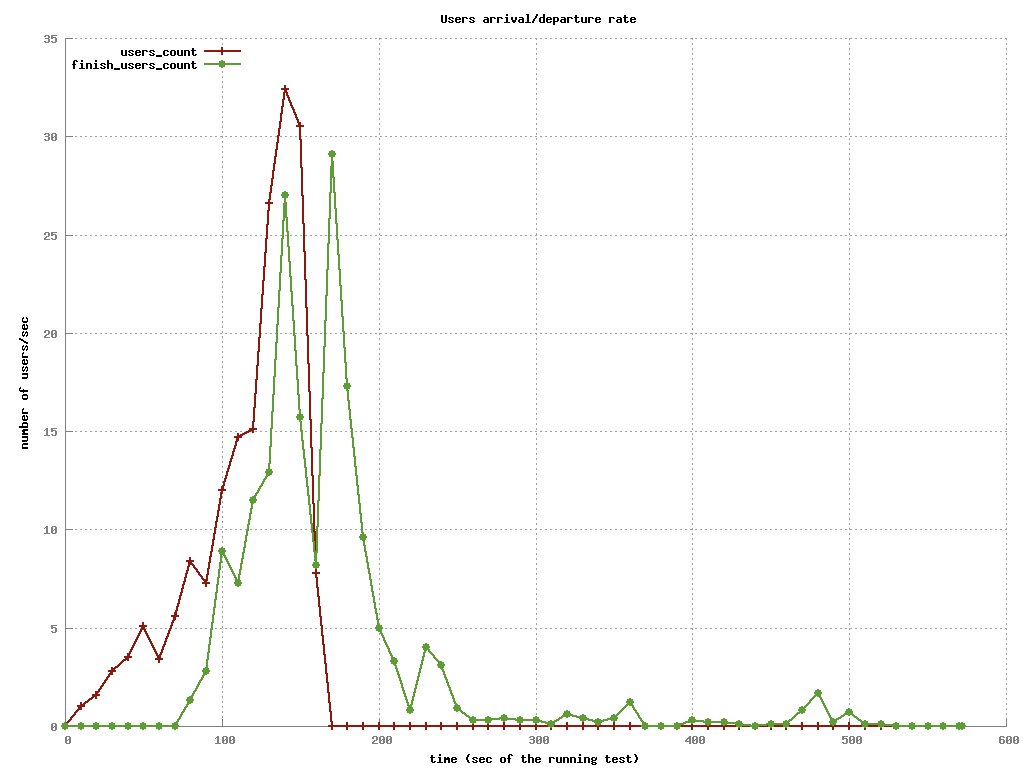 Users arrival/departure rate
users_count
finish_users_count
35
30
25
20
15
10
5
0
number of users/sec
0 100 200 300 400 500 600
time (sec of the running test)